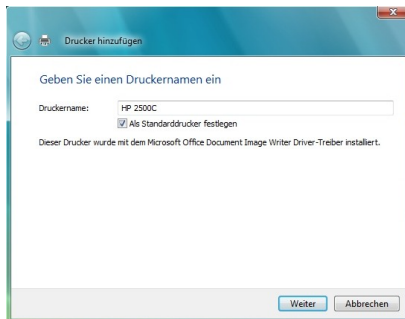 Drucker hinzufügen
Geben Sie einen Druckernamen ein
Druckername: HP 2500C
Als Standarddrucker festlegen
Dieser Drucker wurde mit dem Microsoft Office Document Image Writer Driver-Treiber installiert.
Weiter Abbrechen